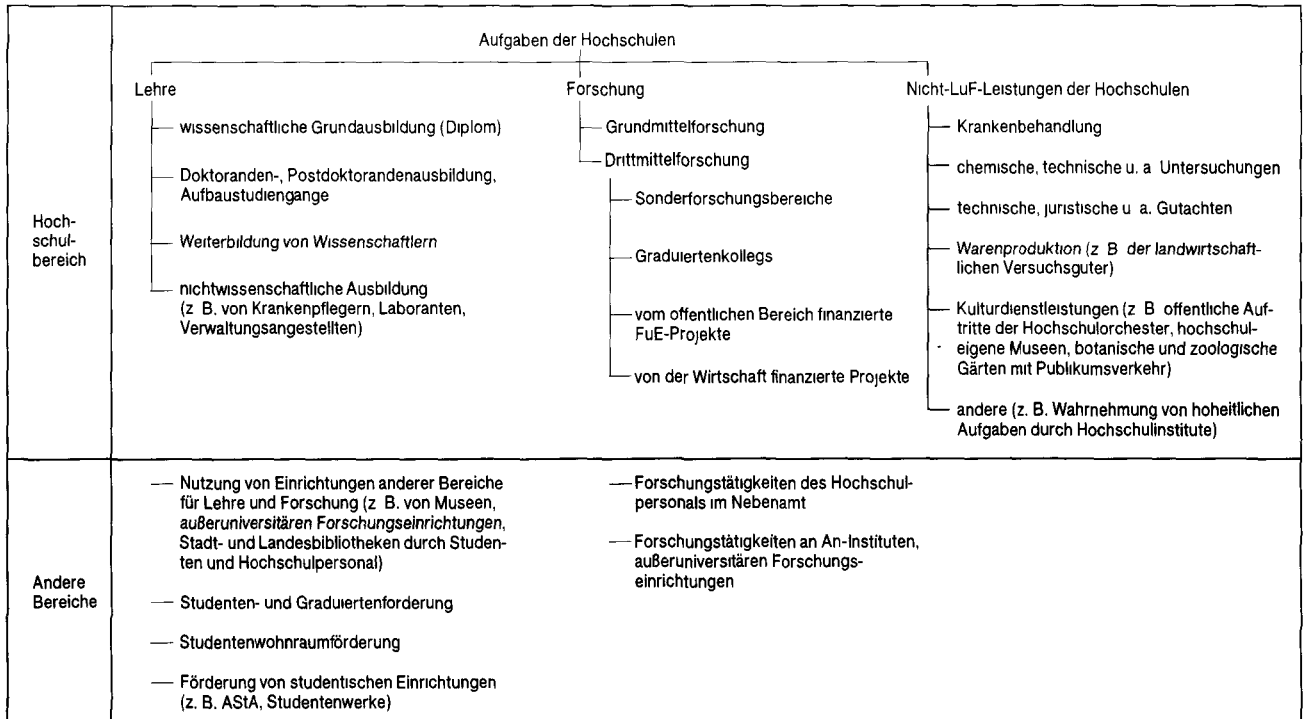 Aufgaben der Hochschulen
Lehre
Forschung
Nicht-LuF-Leistungen der Hochschulen
Hoch-
schul-
bereich
wissenschaftliche Grundausbildung (Diplom)
Doktoranden-, Postdoktorandenausbildung,
Aufbaustudiengange
Weiterbildung von Wissenschaftlern
nichtwissenschaftliche Ausbildung
(z B. von Krankenpflegern, Laboranten,
Verwaltungsangestellten)
Grundmittelforschung
Drittmittelforschung
Sonderforschungsbereiche
Graduiertenkollegs
vom offentlichen Bereich finanzierte
FuE-Projekte
von der Wirtschaft finanzierte Projekte
Krankenbehandlung
chemische, technische u. a Untersuchungen
technische, juristische u a. Gutachten
Warenproduktion (z B der landwirtschaft-
lichen Versuchsguter)
Kulturdienstleistungen (z B offentliche Auf-
tritte der Hochschulorchester, hochschul-
eigene Museen, botanische und zoologische
Gärten mit Publikumsverkehr)
andere (z. B. Wahrnehmung von hoheitlichen
Aufgaben durch Hochschulinstitute)
Andere
Bereiche
Nutzung von Einrichtungen anderer Bereiche
für Lehre und Forschung (z B. von Museen,
außeruniversitären Forschungseinrichtungen,
Stadt- und Landesbibliotheken durch Studen-
ten und Hochschulpersonal)
Studenten- und Graduiertenforderung
Studentenwohnraumförderung
Förderung von studentischen Einrichtungen
(z. B. AStA, Studentenwerke)
Forschungstätigkeiten des Hochschul-
personals im Nebenamt
Forschungstätigkeiten an An-Instituten,
außeruniversitären Forschungs-
einrichtungen